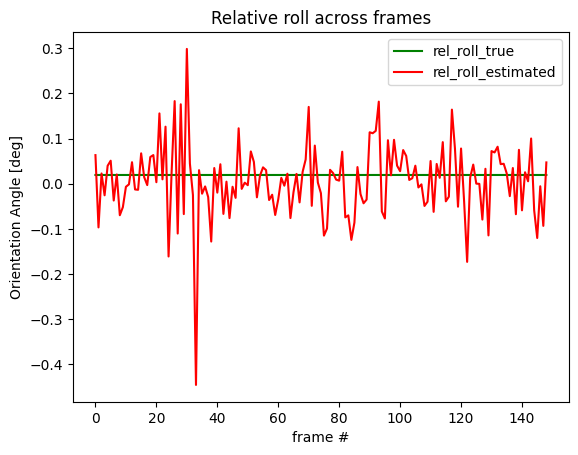 Relative roll across frames
rel_roll_true
rel_roll_estimated
Orientation Angle [deg]
0.3
0.2
0.1
0.0
−0.1
−0.2
−0.3
−0.4
0 20 40 60 80 100 120 140
frame #